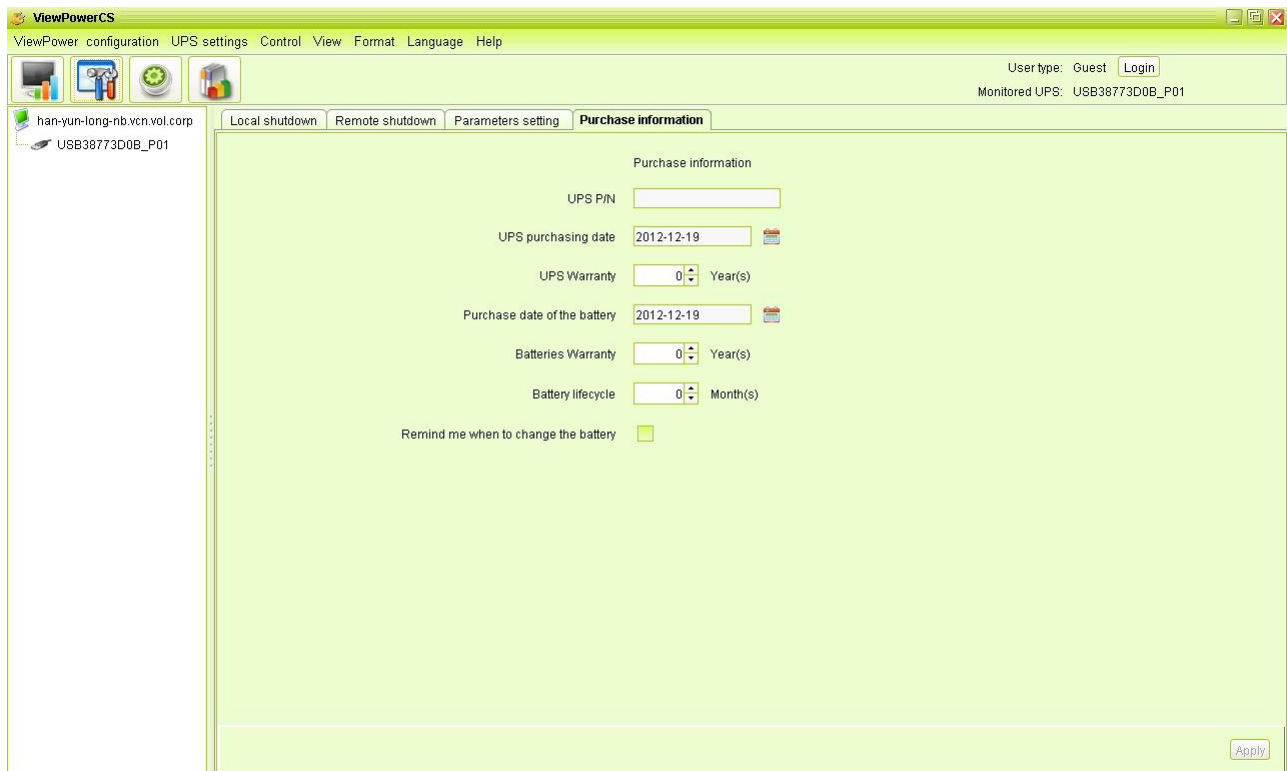 ViewPowerCS
ViewPower configuration UPS settings Control View Format Language Help
User type: Guest Login
Monitored UPS: USB38773D0B_P01
han-yun-long-nb.vcn.vol.corp
USB38773D0B_P01
Local shutdown Remote shutdown Parameters setting Purchase information
Purchase information
UPS P/N
UPS purchasing date 2012-12-19
UPS Warranty 0 Year(s)
Purchase date of the battery 2012-12-19
Batteries Warranty 0 Year(s)
Battery lifecycle 0 Month(s)
Remind me when to change the battery
Apply